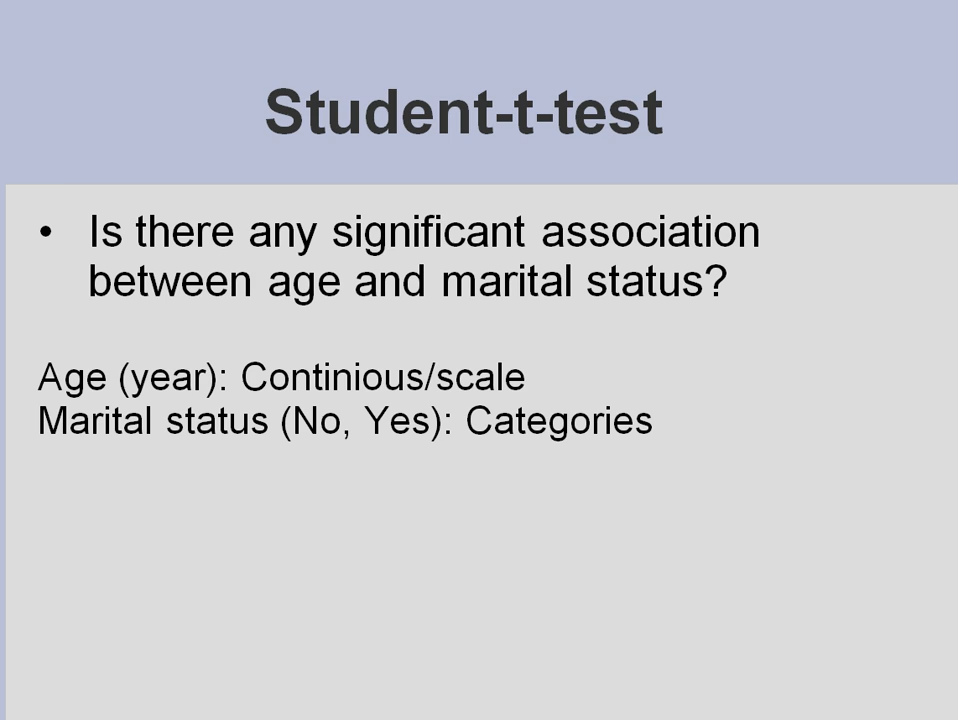 Student-t-test
• Is there any significant association
between age and marital status?
Age (year): Continious/scale
Marital status (No, Yes): Categories